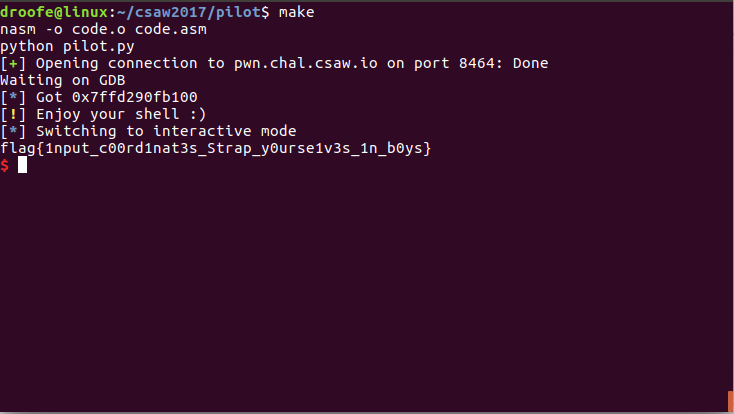 droofe@linux:~/csaw2017/pilot$ make
nasm -o code.o code.asm
python pilot.py
[+] Opening connection to pwn.chal.csaw.io on port 8464: Done
Waiting on GDB
[*] Got 0x7ffd290fb100
[!] Enjoy your shell :)
[*] Switching to interactive mode
flag{1nput_c00rd1nat3s_Strap_y0urse1v3s_1n_b0ys}
$